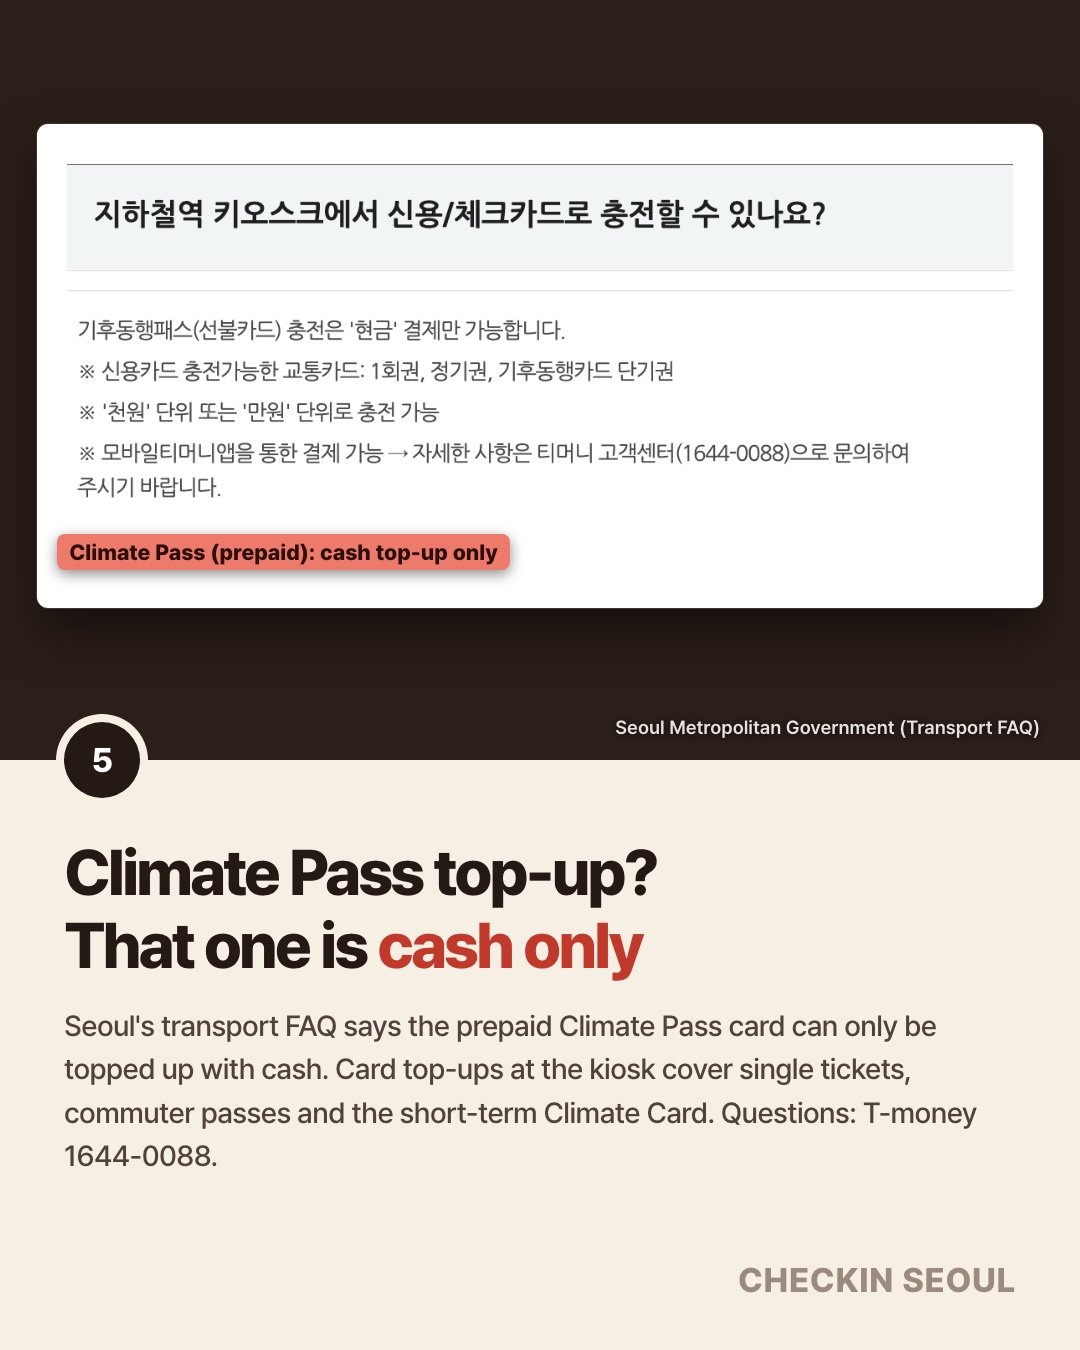 지하철역 키오스크에서 신용/체크카드로 충전할 수 있나요?
기후동행패스(선불카드) 충전은 '현금' 결제만 가능합니다.
※ 신용카드 충전가능한 교통카드: 1회권, 정기권, 기후동행카드 단기권
※ '천원' 단위 또는 '만원' 단위로 충전 가능
※ 모바일티머니앱을 통한 결제 가능 → 자세한 사항은 티머니 고객센터(1644-0088)으로 문의하여
주시기 바랍니다.
Climate Pass (prepaid): cash top-up only
Seoul Metropolitan Government (Transport FAQ)
5
Climate Pass top-up?
That one is cash only
Seoul's transport FAQ says the prepaid Climate Pass card can only be
topped up with cash. Card top-ups at the kiosk cover single tickets,
commuter passes and the short-term Climate Card. Questions: T-money
1644-0088.
CHECKIN SEOUL